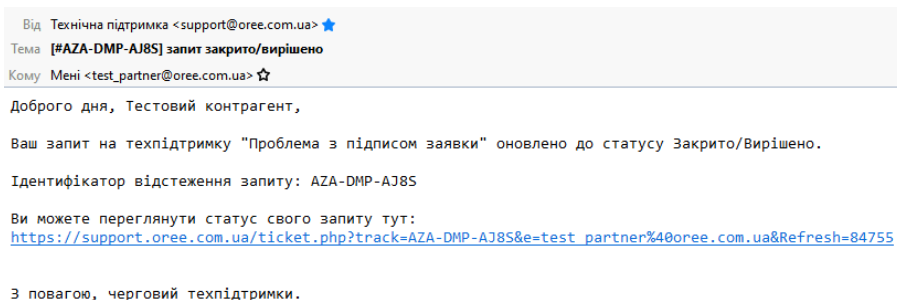 Від Технічна підтримка <support@oree.com.ua>
Тема [#AZA-DMP-AJ8S] запит закрито/вирішено
Кому Мені <test_partner@oree.com.ua>
Доброго дня, Тестовий контрагент,
Ваш запит на техпідтримку "Проблема з підписом заявки" оновлено до статусу Закрито/Вирішено.
Ідентифікатор відстеження запиту: AZA-DMP-AJ8S
Ви можете переглянути статус свого запиту тут:
https://support.oree.com.ua/ticket.php?track=AZA-DMP-AJ8S&e=test_partner%40oree.com.ua&Refresh=84755
З повагою, черговий техпідтримки.